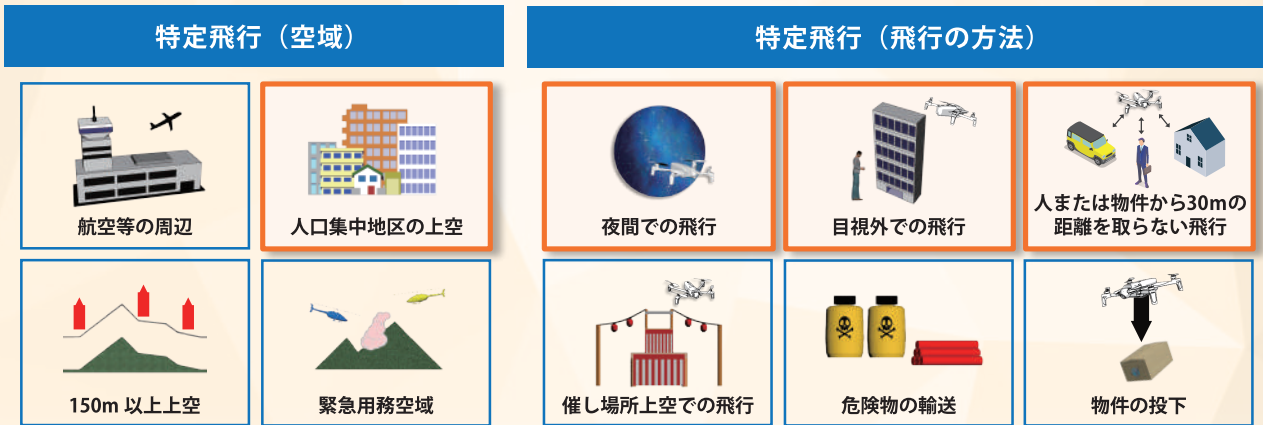 特定飛行（空域）
特定飛行（飛行の方法）
航空等の周辺
人口集中地区の上空
夜間での飛行
目視外での飛行
人または物件から30mの
距離を取らない飛行
150m 以上上空
緊急用務空域
催し場所上空での飛行
危険物の輸送
物件の投下